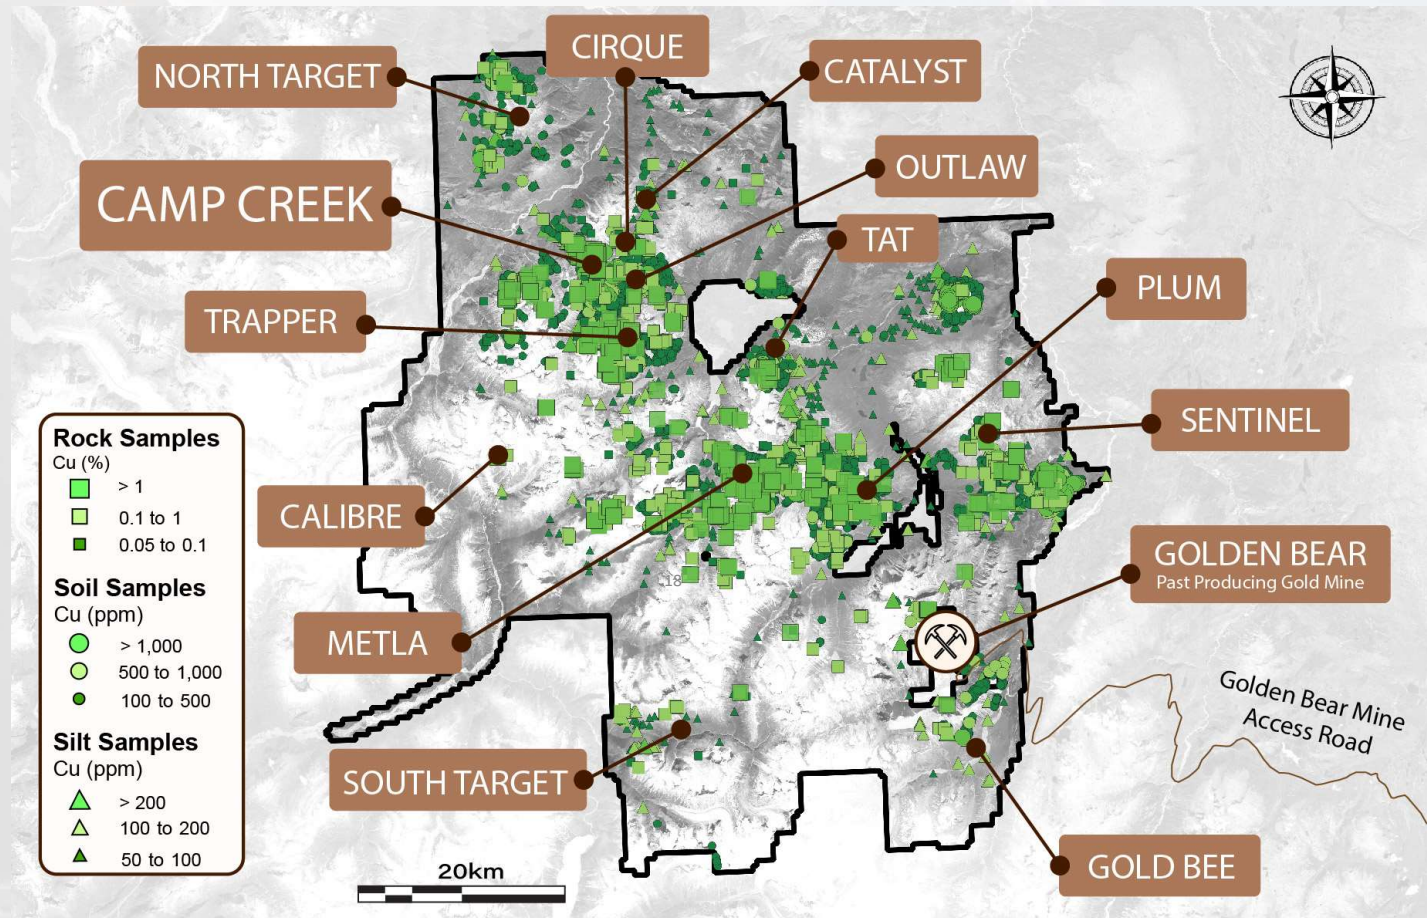 CIRQUE
NORTH TARGET
CATALYST
CAMP CREEK
OUTLAW
TAT
PLUM
TRAPPER
SENTINEL
CALIBRE
GOLDEN BEAR
Past Producing Gold Mine
METLA
18
SOUTH TARGET
GOLD BEE
Golden Bear Mine
Access Road
Rock Samples
Cu (%)
> 1
0.1 to 1
0.05 to 0.1
Soil Samples
Cu (ppm)
> 1,000
500 to 1,000
100 to 500
Silt Samples
Cu (ppm)
> 200
100 to 200
50 to 100
20km